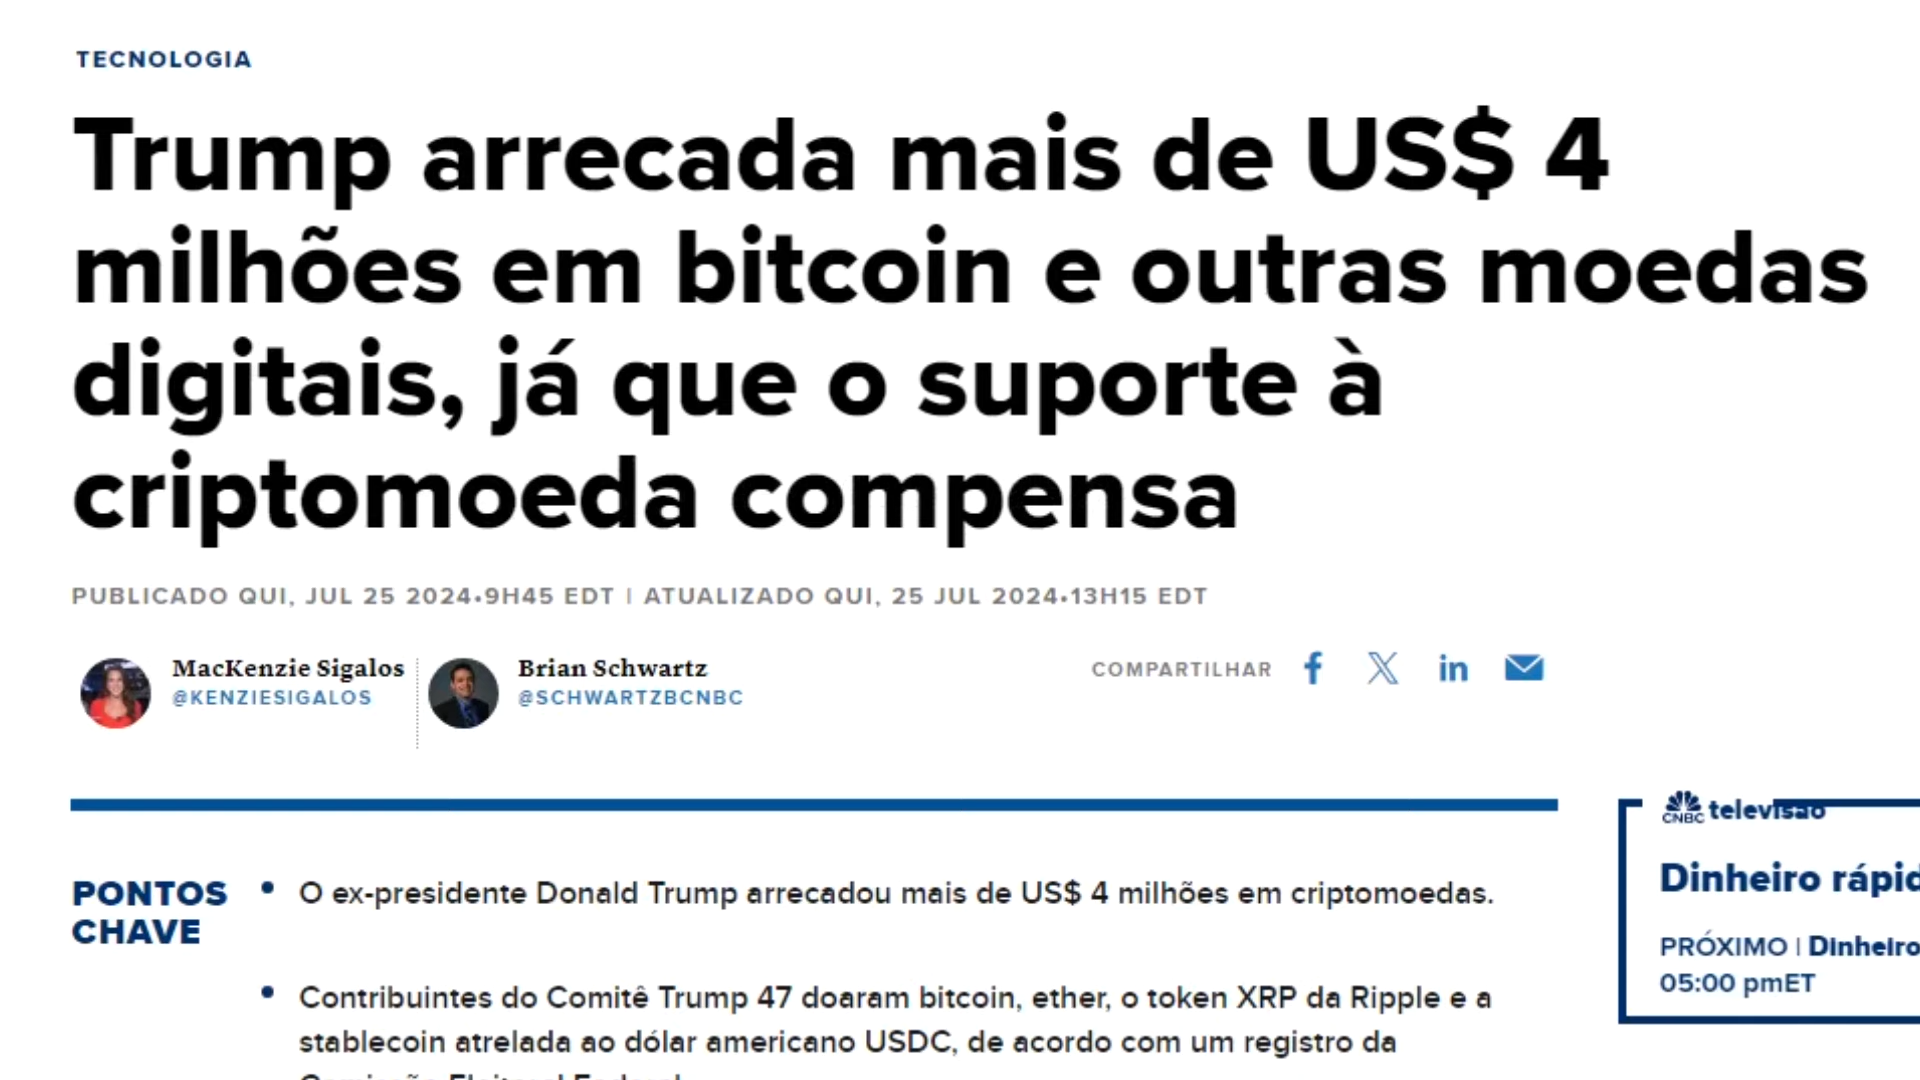 TECNOLOGIA
Trump arrecada mais de US$ 4
milhões em bitcoin e outras moedas
digitais, já que o suporte à
criptomoeda compensa
PUBLICADO QUI, JUL 25 2024•9H45 EDT | ATUALIZADO QUI, 25 JUL 2024•13H15 EDT
MacKenzie Sigalos
@KENZIESIGALOS
Brian Schwartz
@SCHWARTZBCNBC
COMPARTILHAR
PONTOS
CHAVE
• O ex-presidente Donald Trump arrecadou mais de US$ 4 milhões em criptomoedas.
• Contribuintes do Comitê Trump 47 doaram bitcoin, ether, o token XRP da Ripple e a
stablecoin atrelada ao dólar americano USDC, de acordo com um registro da
CNBC televisão
Dinheiro rápid
PRÓXIMO | Dinheiro
05:00 pmET